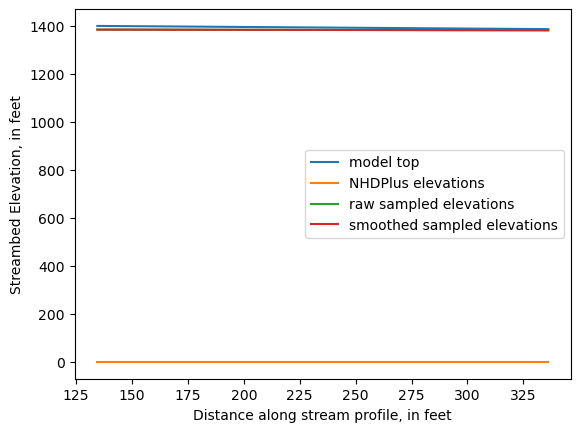 1400
1200
1000
800
600
400
200
0
Streambed Elevation, in feet
model top
NHDPlus elevations
raw sampled elevations
smoothed sampled elevations
125 150 175 200 225 250 275 300 325
Distance along stream profile, in feet